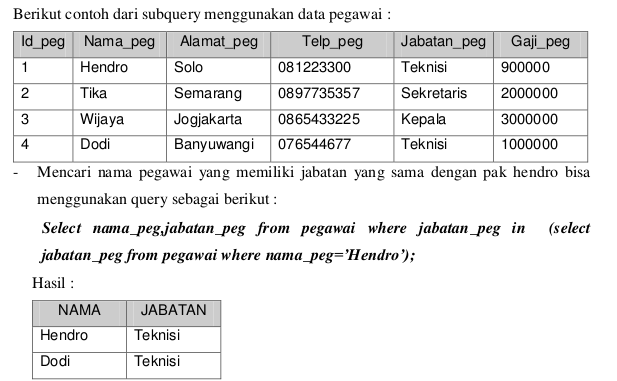 Berikut contoh dari subquery menggunakan data pegawai :
Id_peg Nama_peg Alamat_peg Telp_peg Jabatan_peg Gaji_peg
1 Hendro Solo 081223300 Teknisi 900000
2 Tika Semarang 0897735357 Sekretaris 2000000
3 Wijaya Jogjakarta 0865433225 Kepala 3000000
4 Dodi Banyuwangi 076544677 Teknisi 1000000
- Mencari nama pegawai yang memiliki jabatan yang sama dengan pak hendro bisa
menggunakan query sebagai berikut :
Select nama_peg,jabatan_peg from pegawai where jabatan_peg in (select
jabatan_peg from pegawai where nama_peg=’Hendro’);
Hasil :
NAMA JABATAN
Hendro Teknisi
Dodi Teknisi